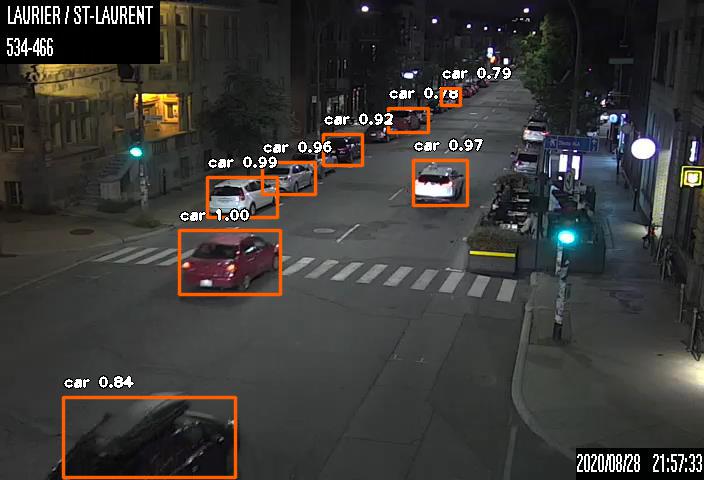 LAURIER / ST-LAURENT
534-466
car 0.79
car 0.78
car 0.92
car 0.97
car 0.96
car 0.99
car 1.00
car 0.84
2020/08/28 21:57:33